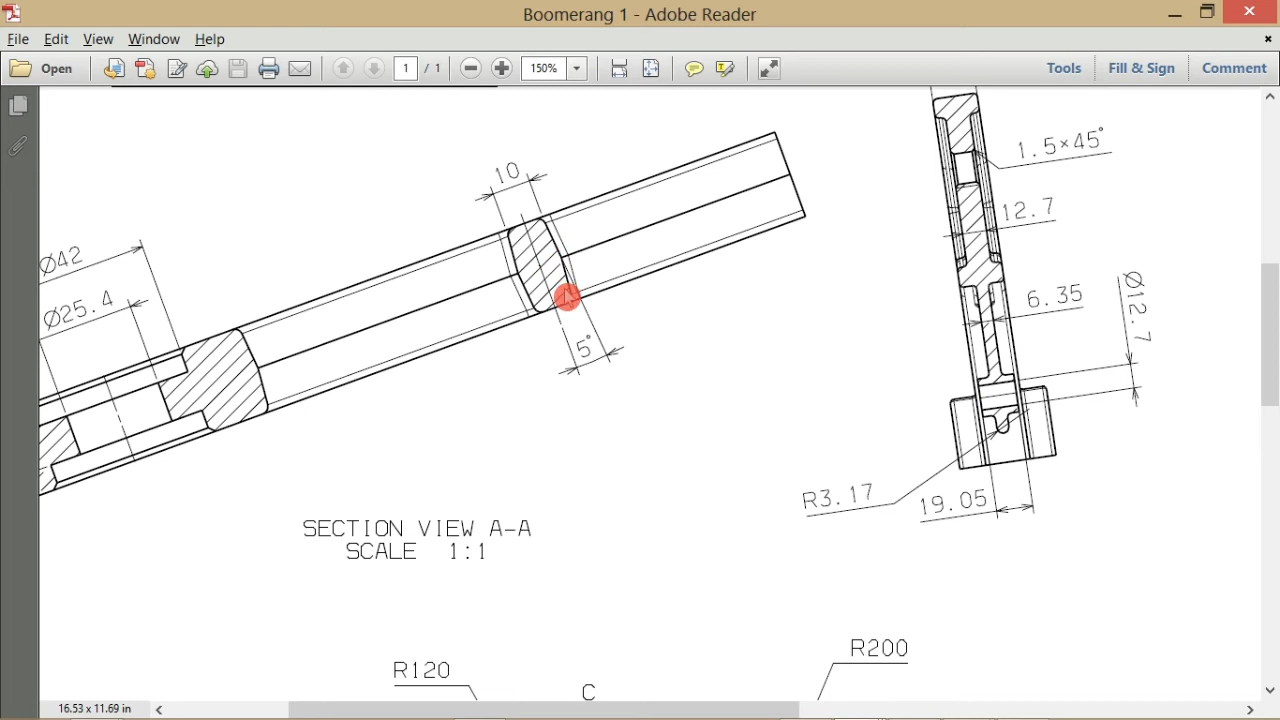 Boomerang 1 - Adobe Reader
File Edit View Window Help
Open 1 / 1 150% Tools Fill & Sign Comment
1.5×45°
10
12.7
Ø42
Ø25.4
6.35
Ø12.7
5°
R3.17
19.05
SECTION VIEW A-A
SCALE 1:1
R200
R120
C
16.53 x 11.69 in